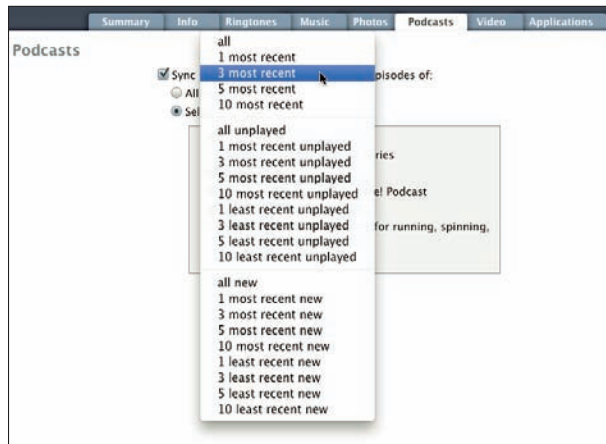 Summary Info Ringtones Music Photos Podcasts Video Applications
Podcasts
Sync episodes of:
All
all
1 most recent
3 most recent
5 most recent
10 most recent
all unplayed
1 most recent unplayed
3 most recent unplayed
5 most recent unplayed
10 most recent unplayed
1 least recent unplayed
3 least recent unplayed
5 least recent unplayed
10 least recent unplayed
all new
1 most recent new
3 most recent new
5 most recent new
10 most recent new
1 least recent new
3 least recent new
5 least recent new
10 least recent new
Podcast
for running, spinning,